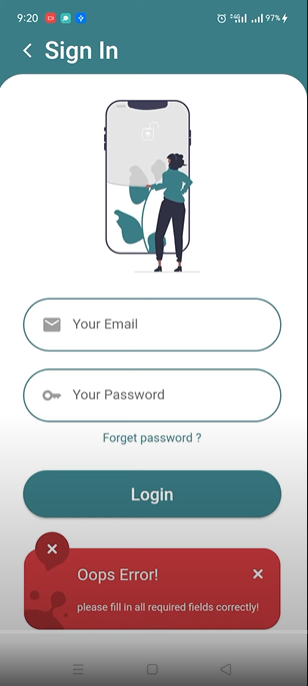 9:20 97%
Sign In
Your Email
Your Password
Forget password ?
Login
Oops Error!
please fill in all required fields correctly!